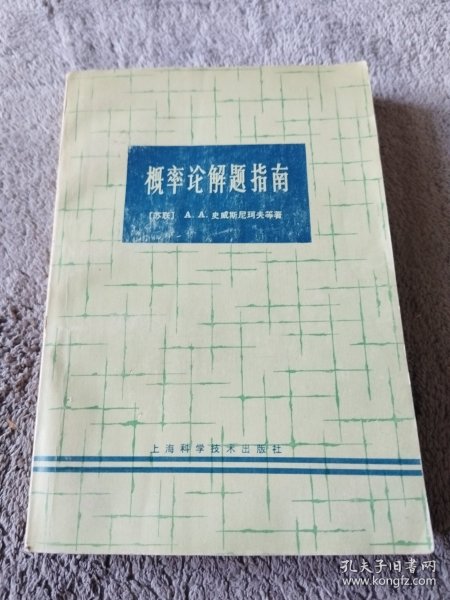 概率论解题指南
〔苏联〕 A. A. 史威斯尼珂夫等著
上海科学技术出版社
孔夫子旧书网
www.kongfz.com